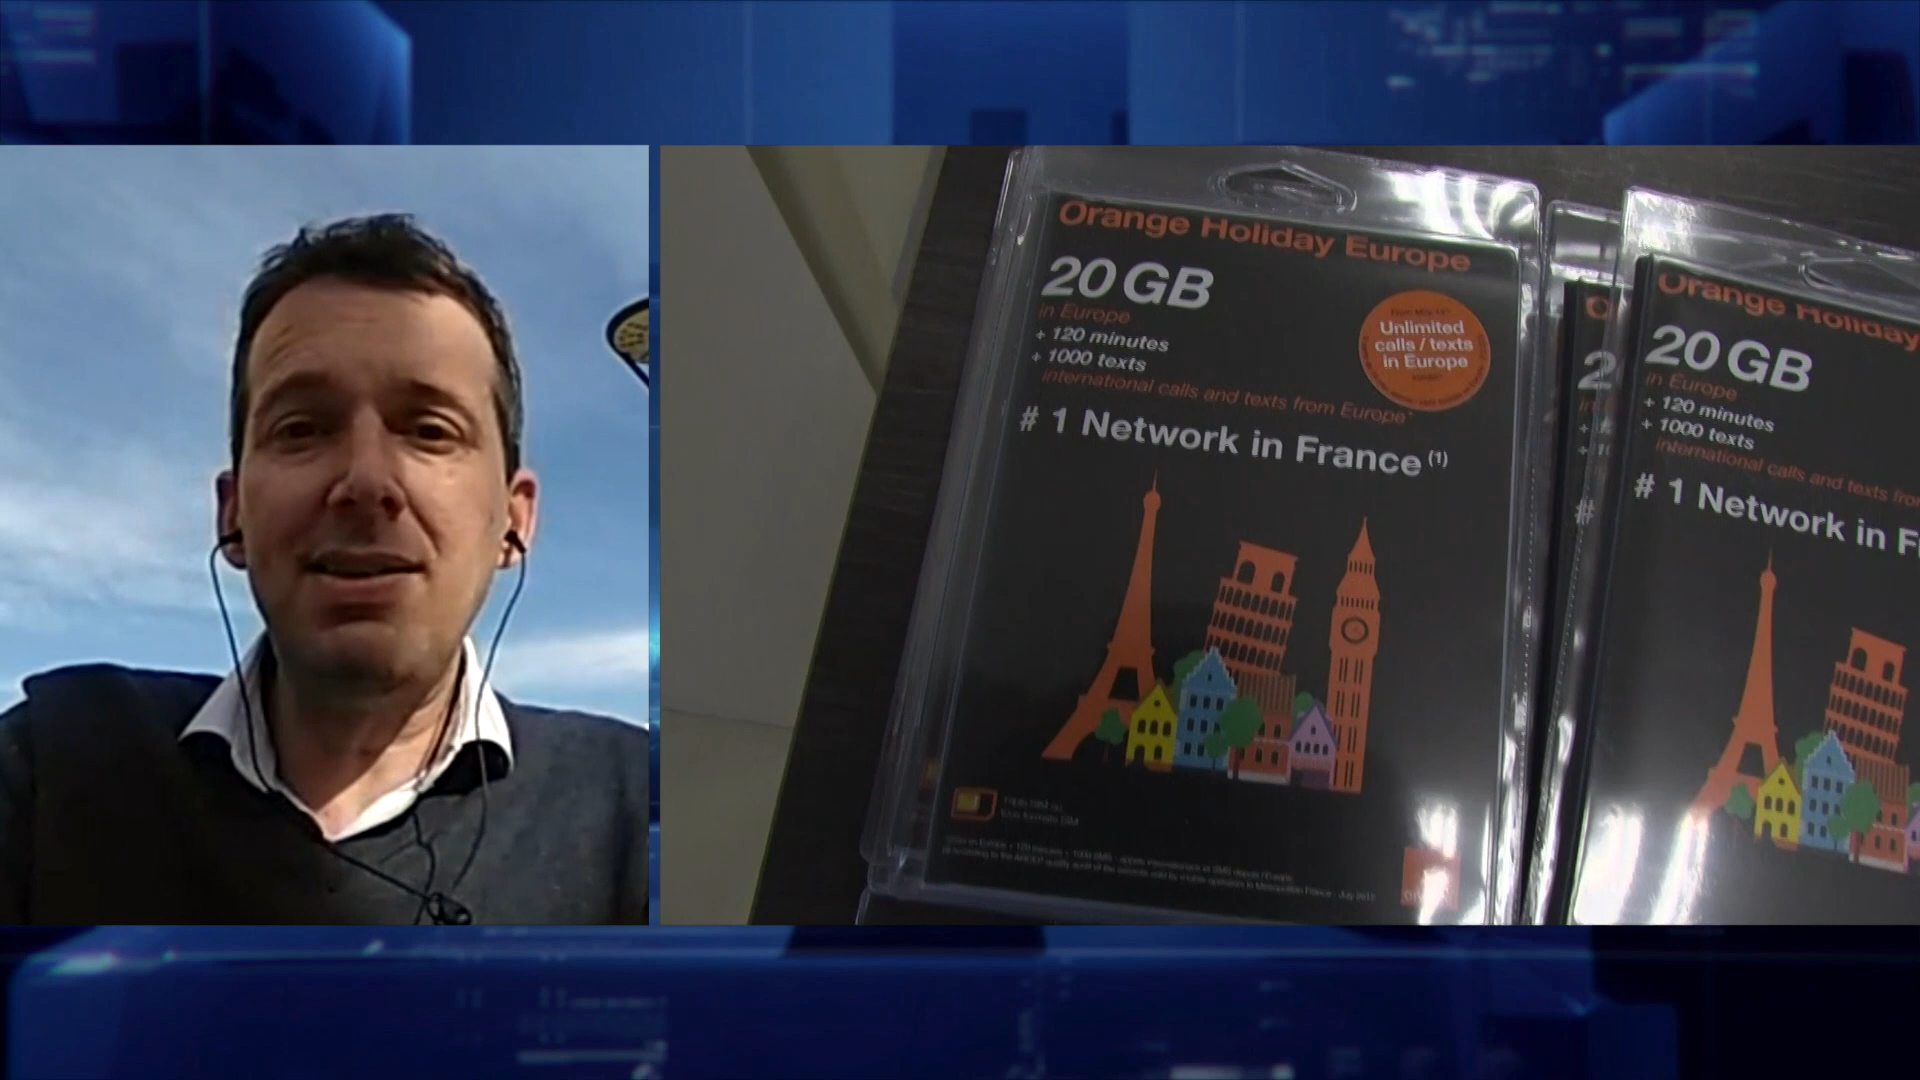 Orange Holiday Europe
20 GB
in Europe
+ 120 minutes
+ 1000 texts
international calls and texts from Europe*
Unlimited
calls / texts
in Europe
# 1 Network in France (1)
Orange Holiday
20 GB
in Europe
+ 120 minutes
+ 1000 texts
international calls and texts
# 1 Network in